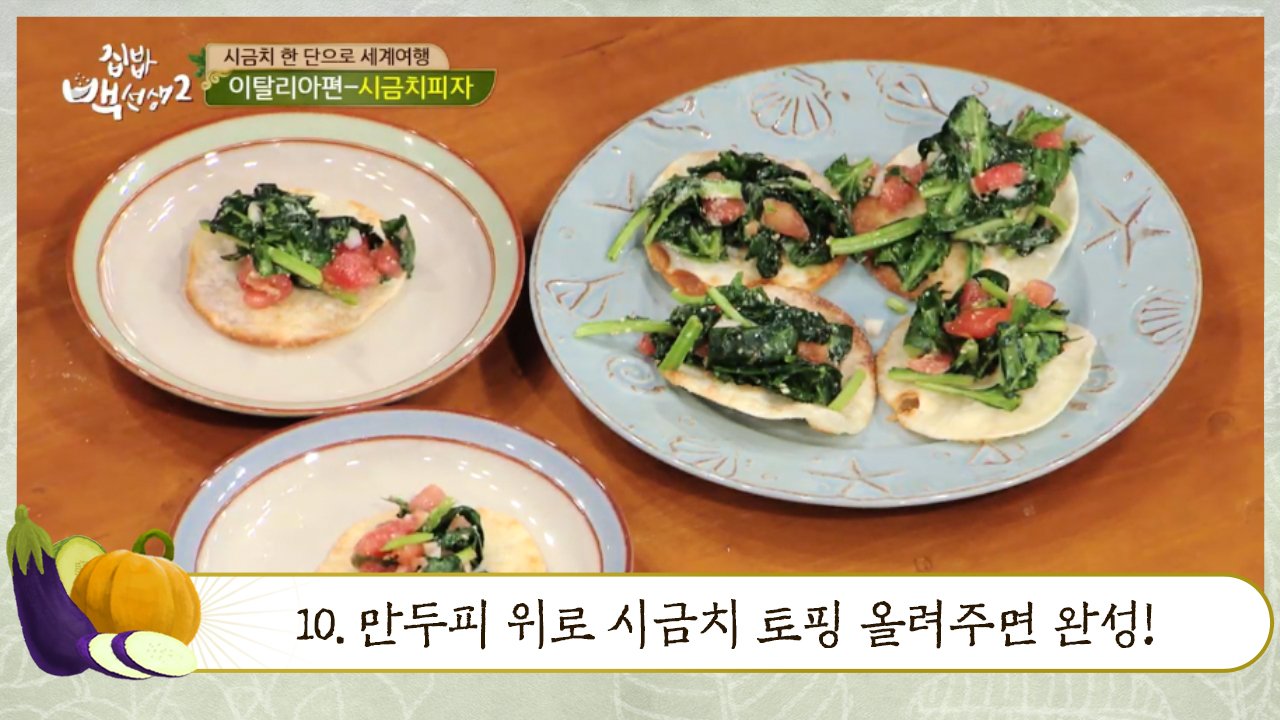 집밥
백선생2
시금치 한 단으로 세계여행
이탈리아편-시금치피자
10. 만두피 위로 시금치 토핑 올려주면 완성!